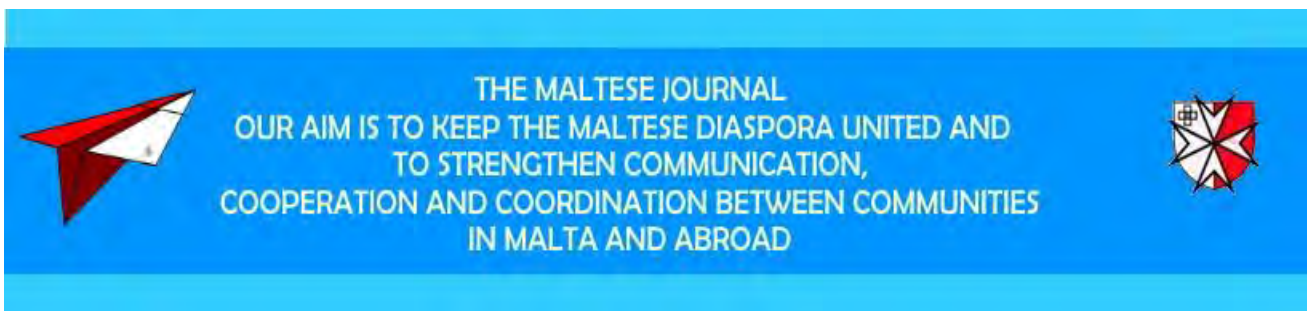 THE MALTESE JOURNAL
OUR AIM IS TO KEEP THE MALTESE DIASPORA UNITED AND
TO STRENGTHEN COMMUNICATION,
COOPERATION AND COORDINATION BETWEEN COMMUNITIES
IN MALTA AND ABROAD